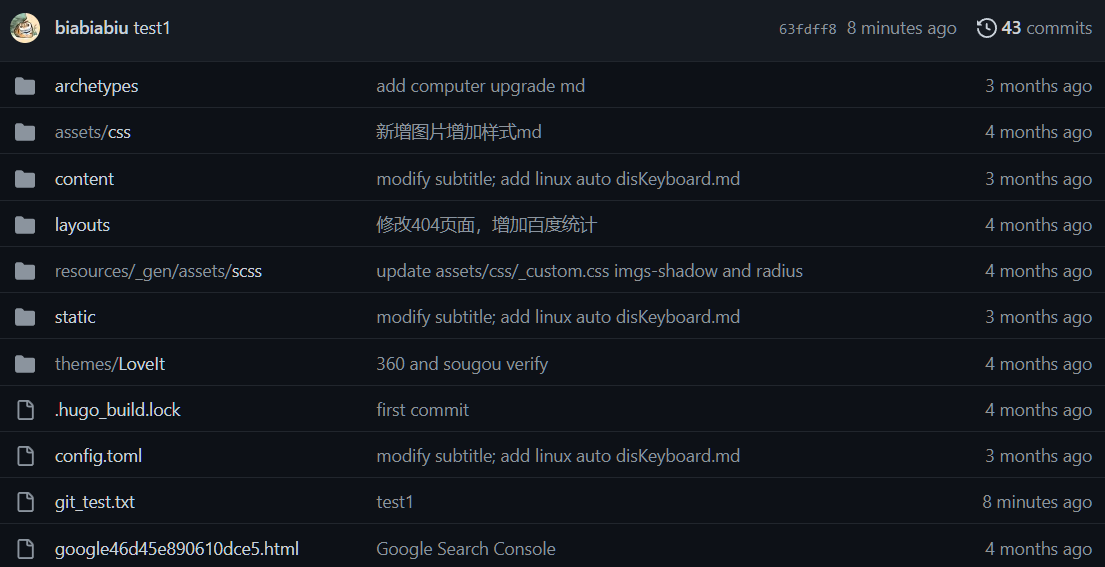 biabiabiu test1 63fdff8 8 minutes ago 43 commits
archetypes add computer upgrade md 3 months ago
assets/css 新增图片增加样式md 4 months ago
content modify subtitle; add linux auto disKeyboard.md 3 months ago
layouts 修改404页面，增加百度统计 4 months ago
resources/_gen/assets/scss update assets/css/_custom.css imgs-shadow and radius 4 months ago
static modify subtitle; add linux auto disKeyboard.md 3 months ago
themes/LoveIt 360 and sougou verify 4 months ago
.hugo_build.lock first commit 4 months ago
config.toml modify subtitle; add linux auto disKeyboard.md 3 months ago
git_test.txt test1 8 minutes ago
google46d45e890610dce5.html Google Search Console 4 months ago